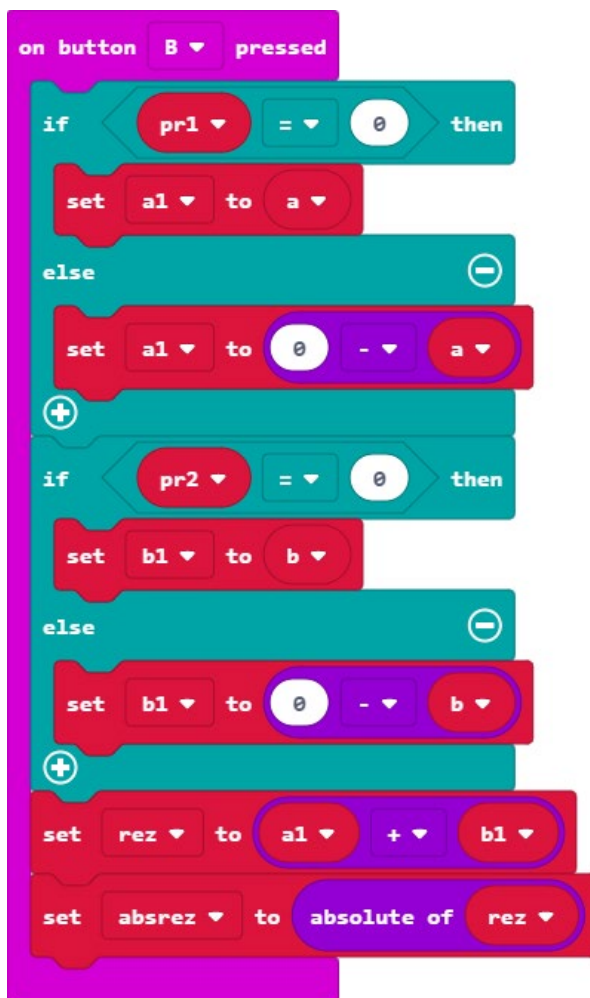 on button B pressed
if pr1 = 0 then
set a1 to a
else
set a1 to 0 - a
if pr2 = 0 then
set b1 to b
else
set b1 to 0 - b
set rez to a1 + b1
set absrez to absolute of rez